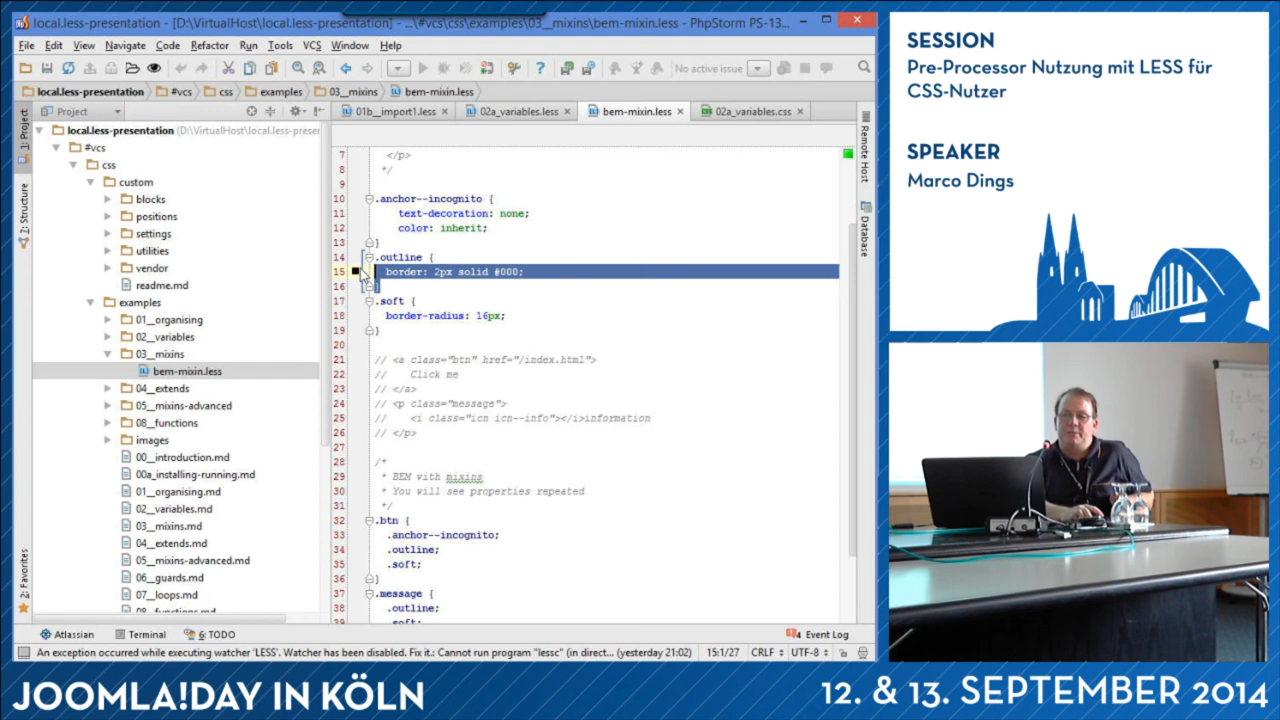 local.less-presentation - [D:\VirtualHost\local.less-presentation] - ...\#vcs\css\examples\03__mixins\bem-mixin.less - PhpStorm PS-13...
File Edit View Navigate Code Refactor Run Tools VCS Window Help
No active issue
local.less-presentation #vcs css examples 03__mixins bem-mixin.less
Project
01b__import1.less 02a_variables.less bem-mixin.less 02a_variables.css
1: Project
Z: Structure
2: Favorites
local.less-presentation (D:\VirtualHost\local.less-preser
#vcs
css
custom
blocks
positions
settings
utilities
vendor
readme.md
examples
01__organising
02__variables
03__mixins
bem-mixin.less
04__extends
05__mixins-advanced
08__functions
images
00__introduction.md
00a_installing-running.md
01__organising.md
02__variables.md
03__mixins.md
04__extends.md
05__mixins-advanced.md
06__guards.md
07__loops.md
08__functions.md
7 </p>
8 */
9
10 .anchor--incognito {
11 text-decoration: none;
12 color: inherit;
13 }
14 .outline {
15 border: 2px solid #000;
16 }
17 .soft {
18 border-radius: 16px;
19 }
20
21 // <a class="btn" href="/index.html">
22 // Click me
23 // </a>
24 // <p class="message">
25 // <i class="icn icn--info"></i>information
26 // </p>
27
28 /*
29 * BEM with mixins
30 * You will see properties repeated
31 */
32 .btn {
33 .anchor--incognito;
34 .outline;
35 .soft;
36 }
37 .message {
38 .outline;
39 .soft;
Remote Host
Database
Atlassian Terminal 6: TODO 4 Event Log
An exception occurred while executing watcher 'LESS'. Watcher has been disabled. Fix it.: Cannot run program "lessc" (in direct... (yesterday 21:02) 15:1/27 CRLF UTF-8
SESSION
Pre-Processor Nutzung mit LESS für
CSS-Nutzer
SPEAKER
Marco Dings
JOOMLA!DAY IN KÖLN
12. & 13. SEPTEMBER 2014